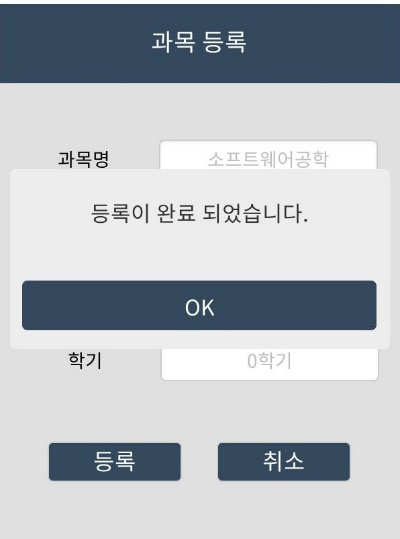 과목 등록
과목명 소프트웨어공학
등록이 완료 되었습니다.
OK
학기 0학기
등록 취소